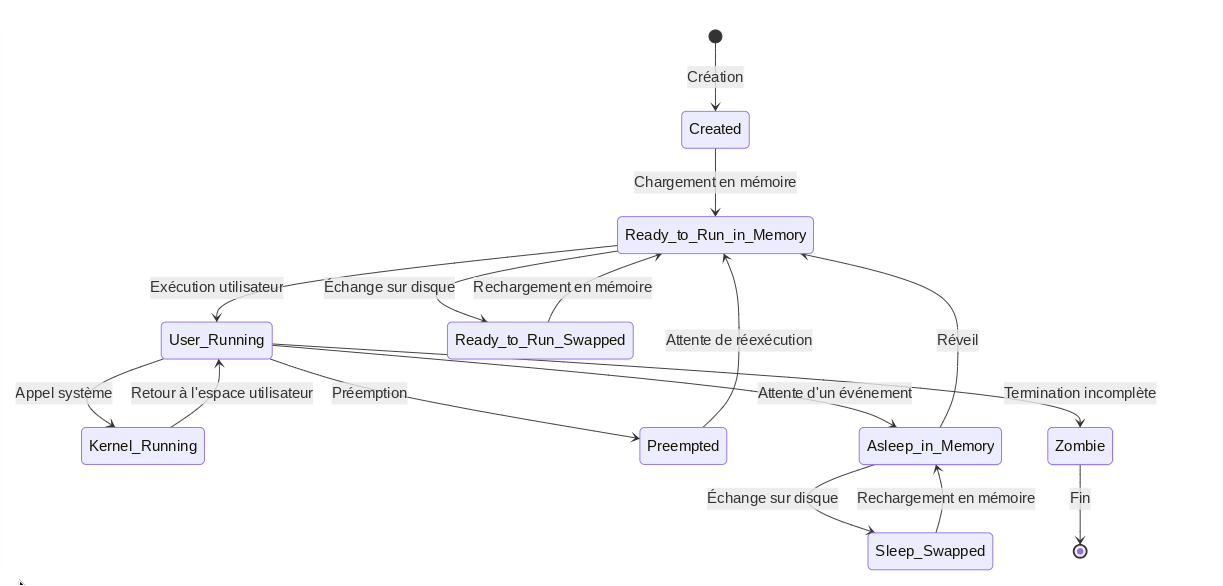 Création
Created
Chargement en mémoire
Ready_to_Run_in_Memory
Exécution utilisateur
Échange sur disque
Rechargement en mémoire
User_Running
Ready_to_Run_Swapped
Attente de réexécution
Réveil
Appel système
Retour à l'espace utilisateur
Préemption
Attente d'un événement
Termination incomplète
Kernel_Running
Preempted
Asleep_in_Memory
Zombie
Échange sur disque
Rechargement en mémoire
Fin
Sleep_Swapped